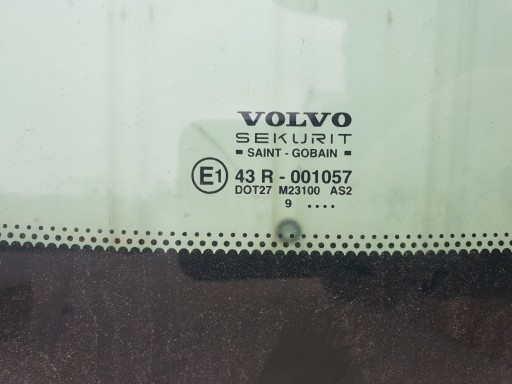 VOLVO
SEKURIT
SAINT - GOBAIN
E1 43 R - 001057
DOT27 M23100 AS2
9 ....